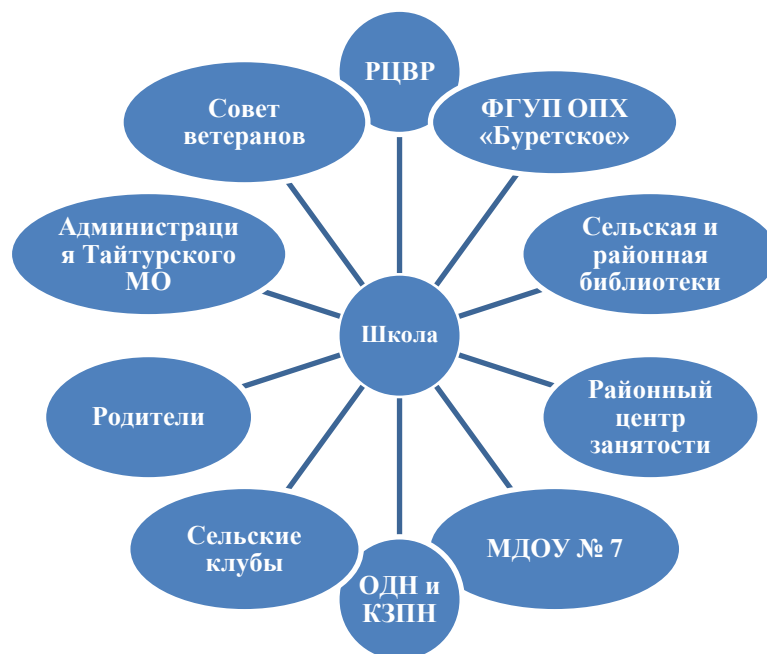 РЦВР
Совет
ветеранов
ФГУП ОПХ
«Буретское»
Администраци
я Тайтурского
МО
Сельская и
районная
библиотеки
Школа
Родители
Районный
центр
занятости
Сельские
клубы
МДОУ № 7
ОДН и
КЗПН